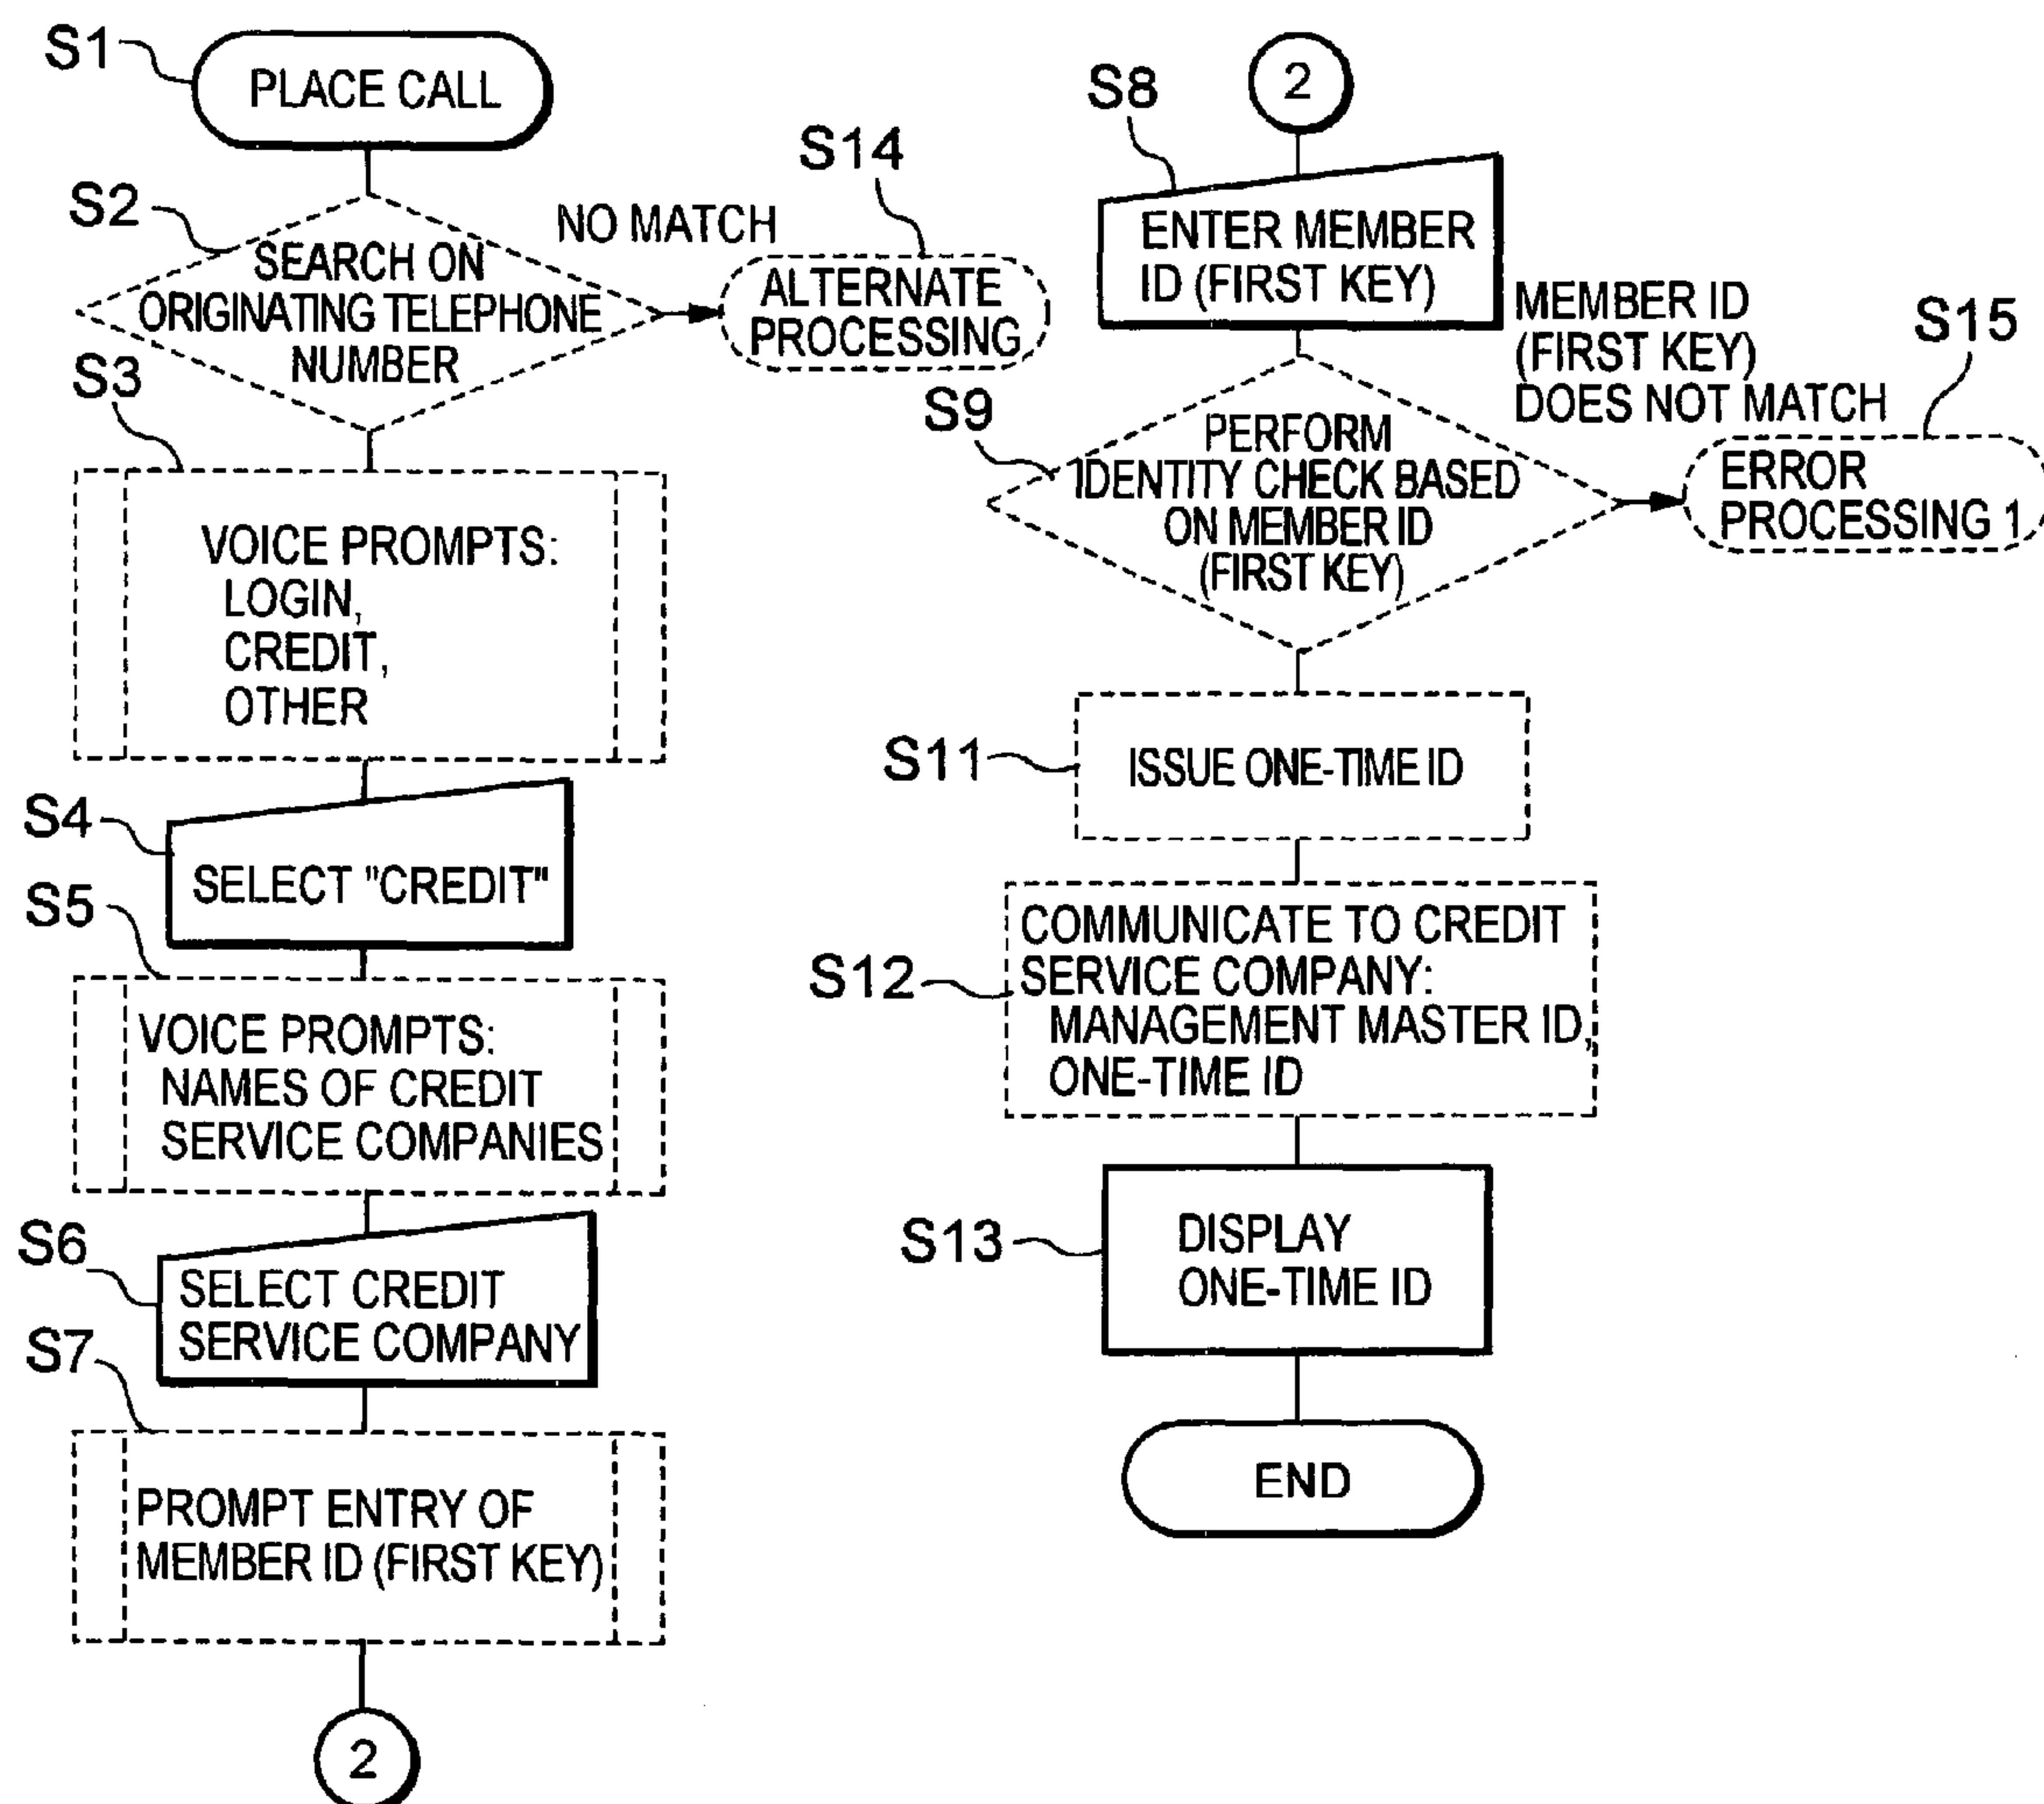 S1
PLACE CALL
S2
SEARCH ON
ORIGINATING TELEPHONE
NUMBER
NO MATCH
S14
ALTERNATE
PROCESSING
S3
VOICE PROMPTS:
LOGIN,
CREDIT,
OTHER
S4
SELECT "CREDIT"
S5
VOICE PROMPTS:
NAMES OF CREDIT
SERVICE COMPANIES
S6
SELECT CREDIT
SERVICE COMPANY
S7
PROMPT ENTRY OF
MEMBER ID (FIRST KEY)
2
2
S8
ENTER MEMBER
ID (FIRST KEY)
MEMBER ID
(FIRST KEY)
DOES NOT MATCH
S15
ERROR
PROCESSING 1
S9
PERFORM
IDENTITY CHECK BASED
ON MEMBER ID
(FIRST KEY)
S11
ISSUE ONE-TIME ID
S12
COMMUNICATE TO CREDIT
SERVICE COMPANY:
MANAGEMENT MASTER ID,
ONE-TIME ID
S13
DISPLAY
ONE-TIME ID
END